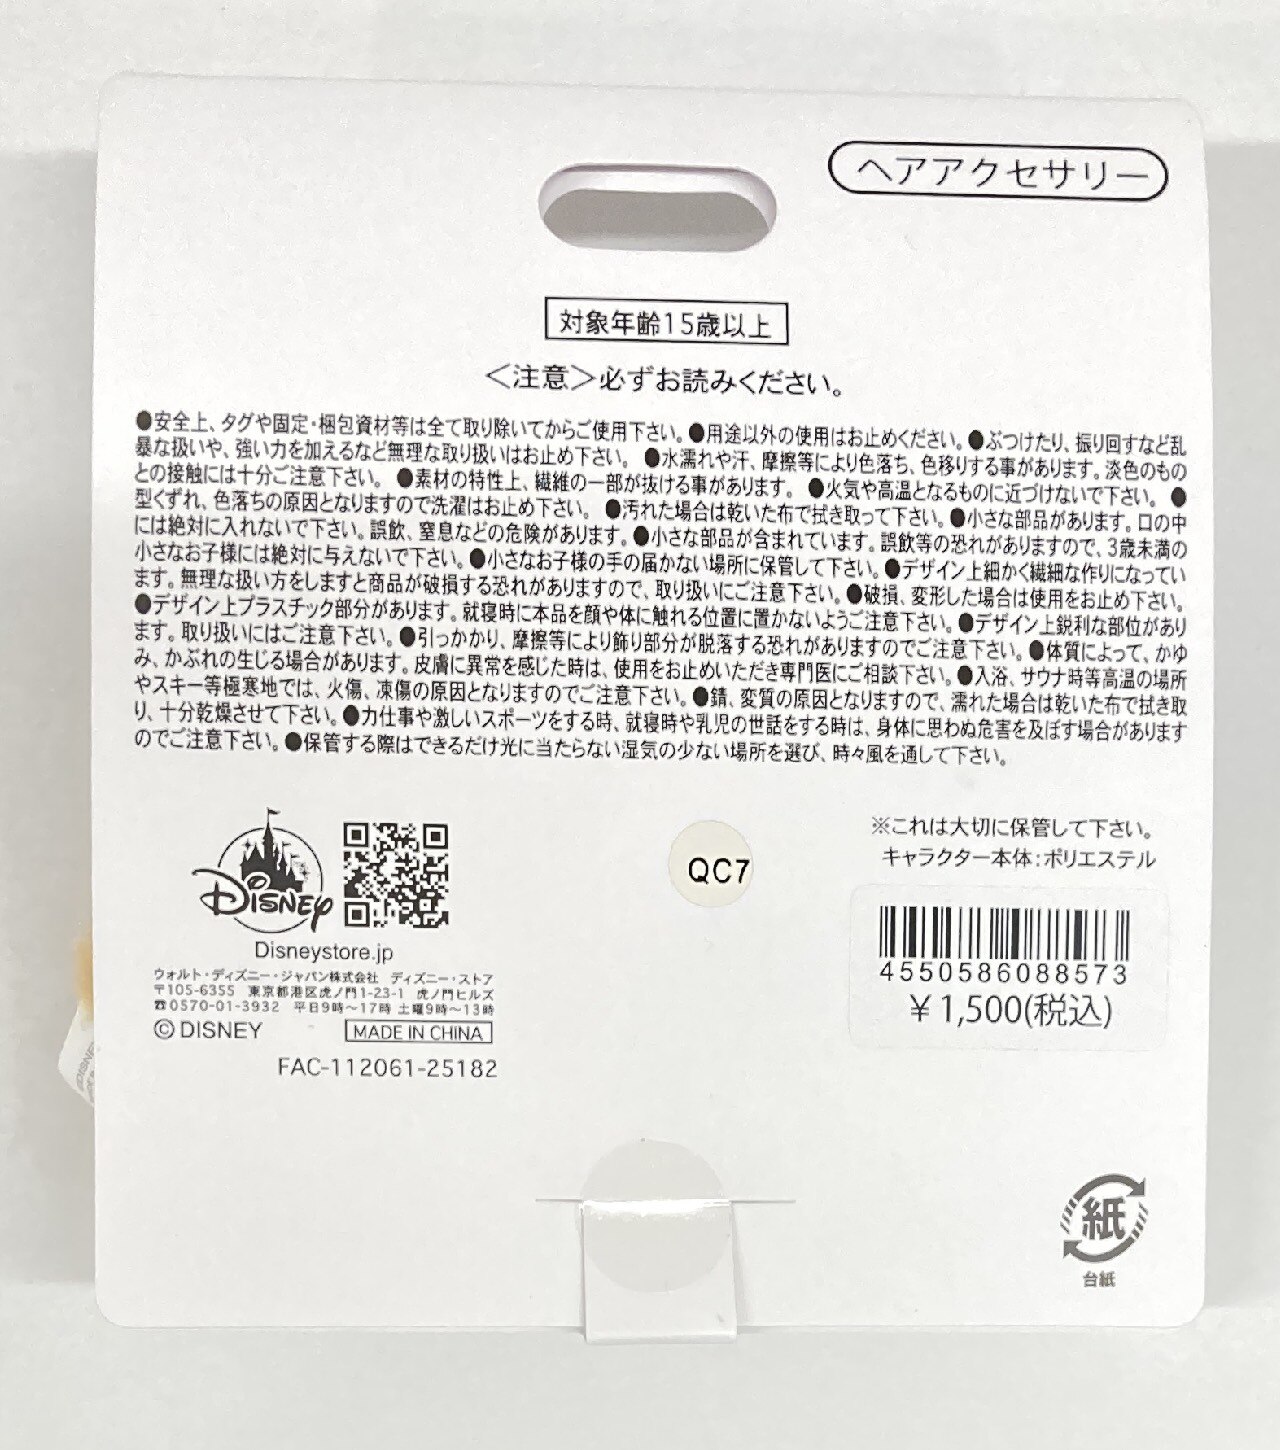 ヘアアクセサリー
対象年齢15歳以上
＜注意＞必ずお読みください。
●安全上、タグや固定・梱包資材等は全て取り除いてからご使用下さい。●用途以外の使用はお止めください。●ぶつけたり、振り回すなど乱
暴な扱いや、強い力を加えるなど無理な取り扱いはお止め下さい。 ●水濡れや汗、摩擦等により色落ち、色移りする事があります。淡色のもの
との接触には十分ご注意下さい。 ●素材の特性上、繊維の一部が抜ける事があります。 ●火気や高温となるものに近づけないで下さい。 ●
型くずれ、色落ちの原因となりますので洗濯はお止め下さい。 ●汚れた場合は乾いた布で拭き取って下さい。●小さな部品があります。口の中
には絶対に入れないで下さい。誤飲、窒息などの危険があります。●小さな部品が含まれています。誤飲等の恐れがありますので、3歳未満の
小さなお子様には絶対に与えないで下さい。●小さなお子様の手の届かない場所に保管して下さい。●デザイン上細かく繊細な作りになってい
ます。無理な扱い方をしますと商品が破損する恐れがありますので、取り扱いにご注意下さい。●破損、変形した場合は使用をお止め下さい。
●デザイン上プラスチック部分があります。就寝時に本品を顔や体に触れる位置に置かないようご注意下さい。●デザイン上鋭利な部位があり
ます。取り扱いにはご注意下さい。●引っかかり、摩擦等により飾り部分が脱落する恐れがありますのでご注意下さい。●体質によって、かゆ
み、かぶれの生じる場合があります。皮膚に異常を感じた時は、使用をお止めいただき専門医にご相談下さい。●入浴、サウナ時等高温の場所
やスキー等極寒地では、火傷、凍傷の原因となりますのでご注意下さい。●錆、変質の原因となりますので、濡れた場合は乾いた布で拭き取
り、十分乾燥させて下さい。●力仕事や激しいスポーツをする時、就寝時や乳児の世話をする時は、身体に思わぬ危害を及ぼす場合があります
のでご注意下さい。●保管する際はできるだけ光に当たらない湿気の少ない場所を選び、時々風を通して下さい。
Disney
Disneystore.jp
ウォルト・ディズニー・ジャパン株式会社 ディズニー・ストア
〒105-6355 東京都港区虎ノ門1-23-1 虎ノ門ヒルズ
☎0570-01-3932 平日9時～17時 土曜9時～13時
©DISNEY MADE IN CHINA
FAC-112061-25182
QC7
※これは大切に保管して下さい。
キャラクター本体：ポリエステル
4550586088573
￥1,500(税込)
紙
台紙